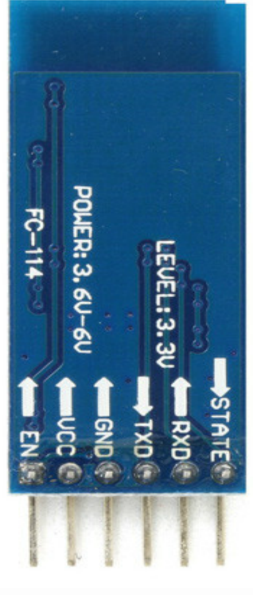 FC-114
POWER: 3.6V-6V
LEVEL: 3.3V
EN
VCC
GND
TXD
RXD
STATE